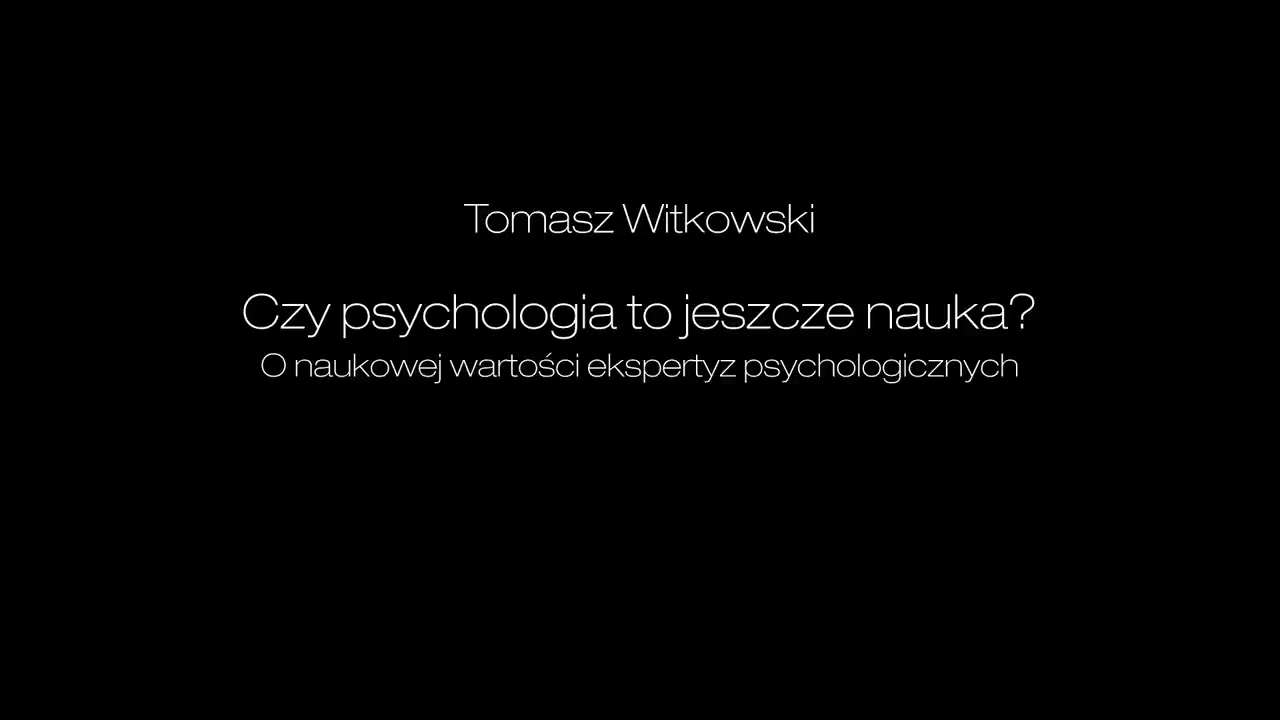 Tomasz Witkowski
Czy psychologia to jeszcze nauka?
O naukowej wartości ekspertyz psychologicznych